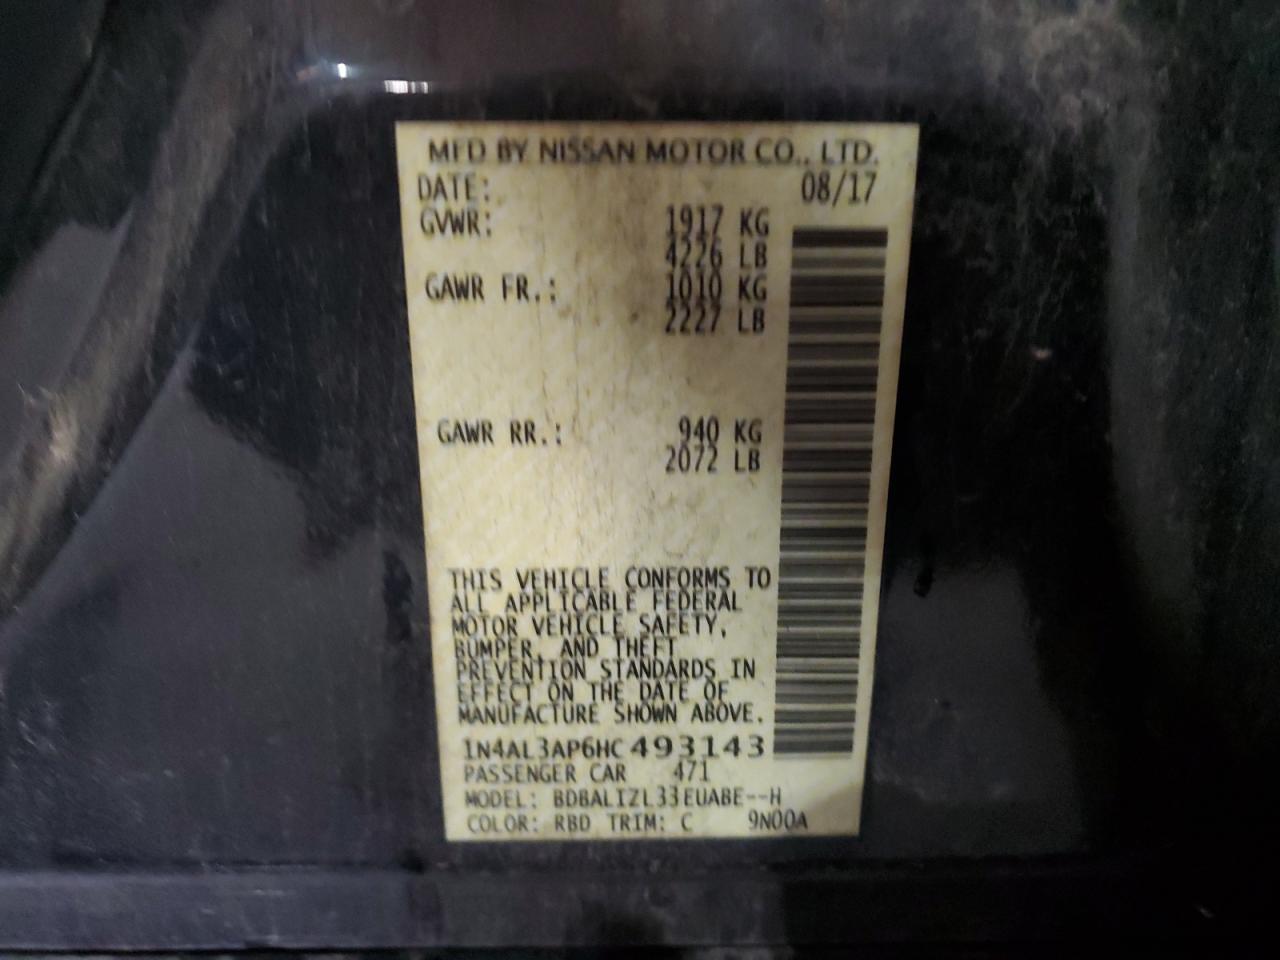 MFD BY NISSAN MOTOR CO., LTD.
DATE: 08/17
GVWR: 1917 KG
4226 LB
GAWR FR.: 1010 KG
2227 LB
GAWR RR.: 940 KG
2072 LB
THIS VEHICLE CONFORMS TO
ALL APPLICABLE FEDERAL
MOTOR VEHICLE SAFETY,
BUMPER, AND THEFT
PREVENTION STANDARDS IN
EFFECT ON THE DATE OF
MANUFACTURE SHOWN ABOVE.
1N4AL3AP6HC493143
PASSENGER CAR 471
MODEL: BDBALIZL33EUABE--H
COLOR: RBD TRIM: C 9N00A